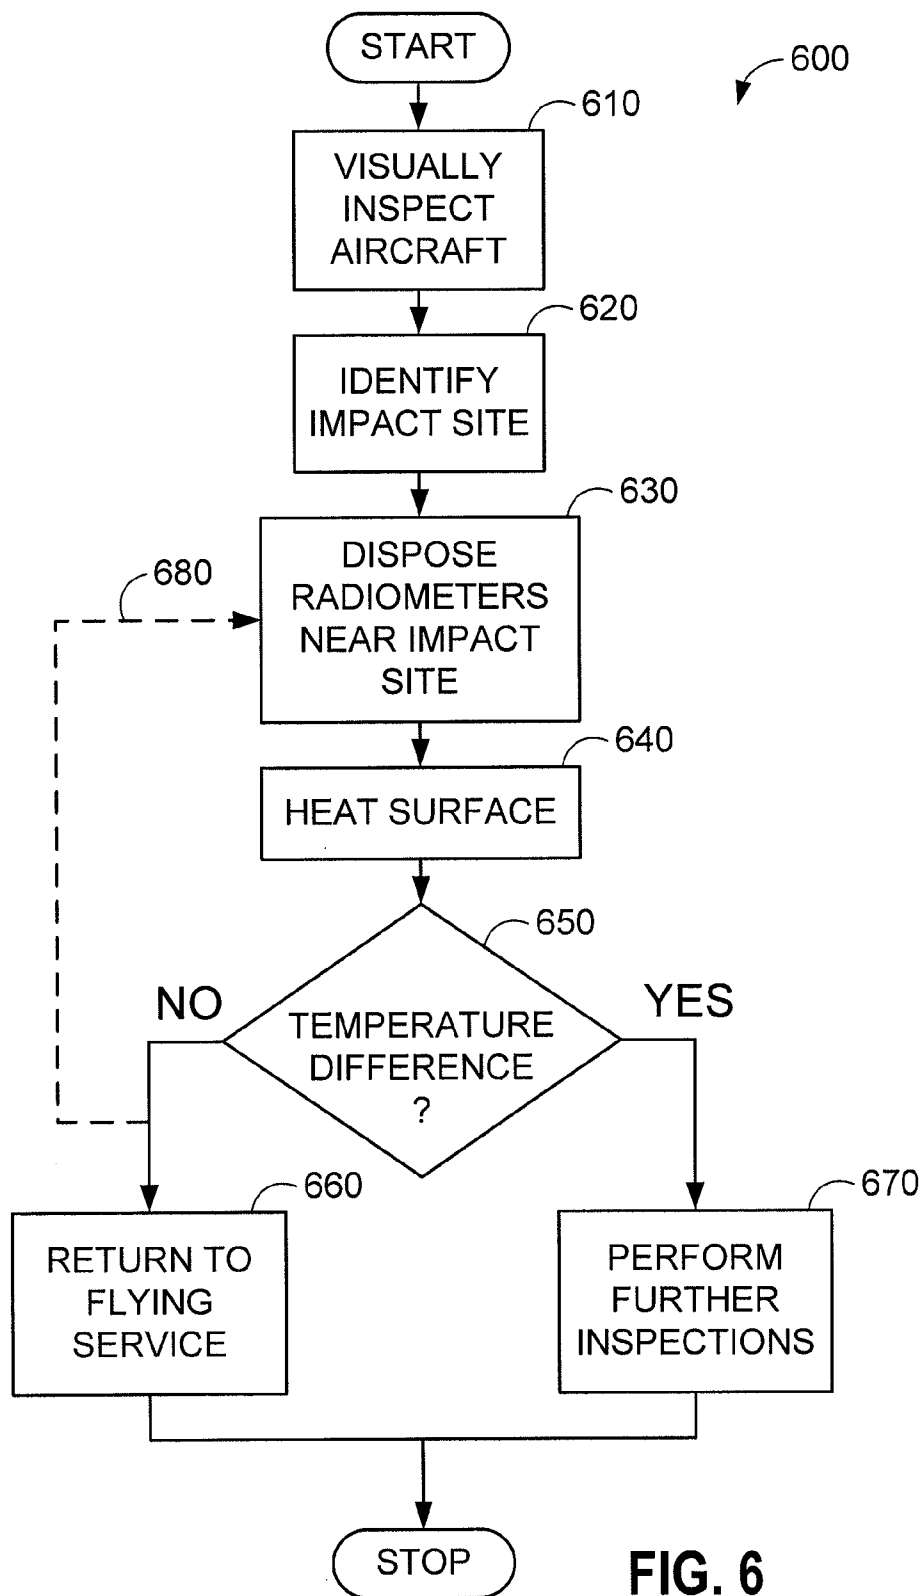 START
600
610
VISUALLY
INSPECT
AIRCRAFT
620
IDENTIFY
IMPACT SITE
630
680
DISPOSE
RADIOMETERS
NEAR IMPACT
SITE
640
HEAT SURFACE
650
NO
YES
TEMPERATURE
DIFFERENCE
?
660
670
RETURN TO
FLYING
SERVICE
PERFORM
FURTHER
INSPECTIONS
STOP
FIG. 6